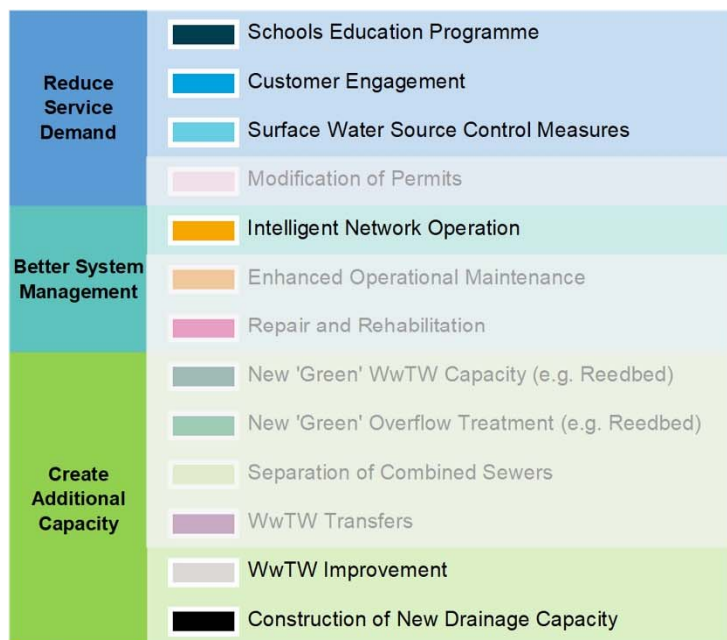 Reduce
Service
Demand
Schools Education Programme
Customer Engagement
Surface Water Source Control Measures
Modification of Permits
Better System
Management
Intelligent Network Operation
Enhanced Operational Maintenance
Repair and Rehabilitation
Create
Additional
Capacity
New 'Green' WwTW Capacity (e.g. Reedbed)
New 'Green' Overflow Treatment (e.g. Reedbed)
Separation of Combined Sewers
WwTW Transfers
WwTW Improvement
Construction of New Drainage Capacity